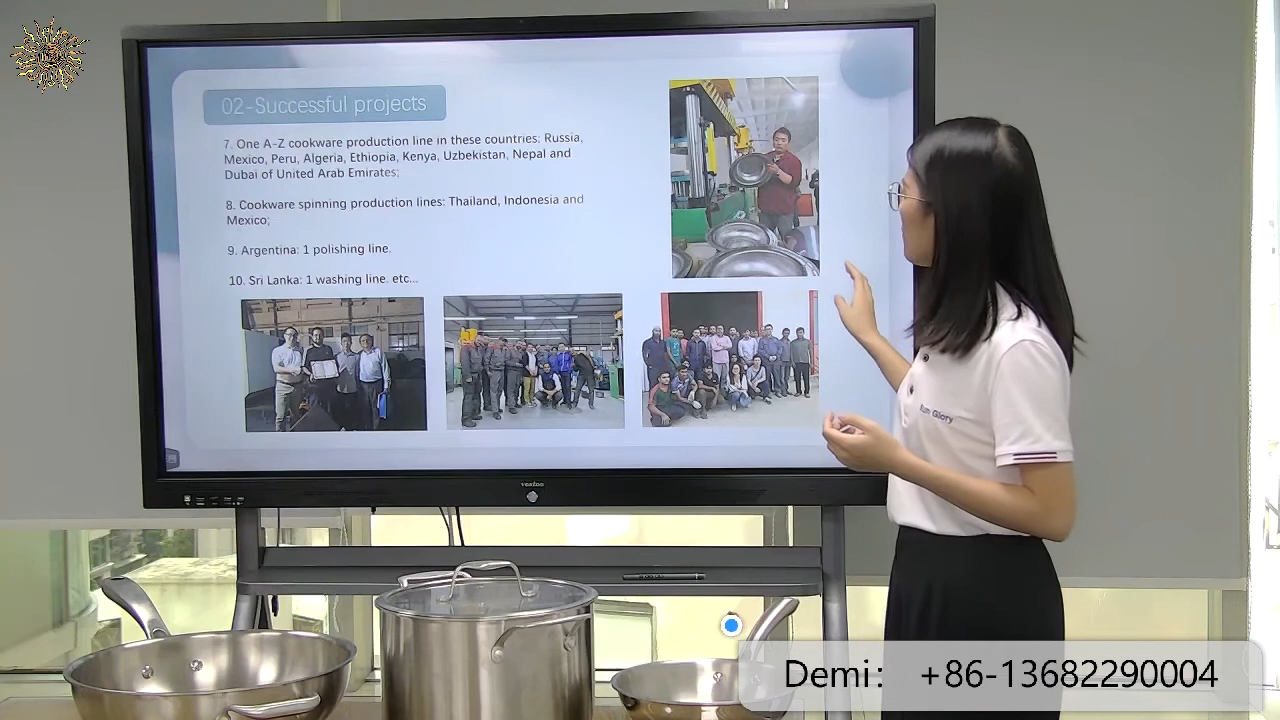 02-Successful projects
7. One A-Z cookware production line in these countries: Russia,
Mexico, Peru, Algeria, Ethiopia, Kenya, Uzbekistan, Nepal and
Dubai of United Arab Emirates;
8. Cookware spinning production lines: Thailand, Indonesia and
Mexico;
9. Argentina: 1 polishing line.
10. Sri Lanka: 1 washing line. etc...
Glory
Demi: +86-13682290004